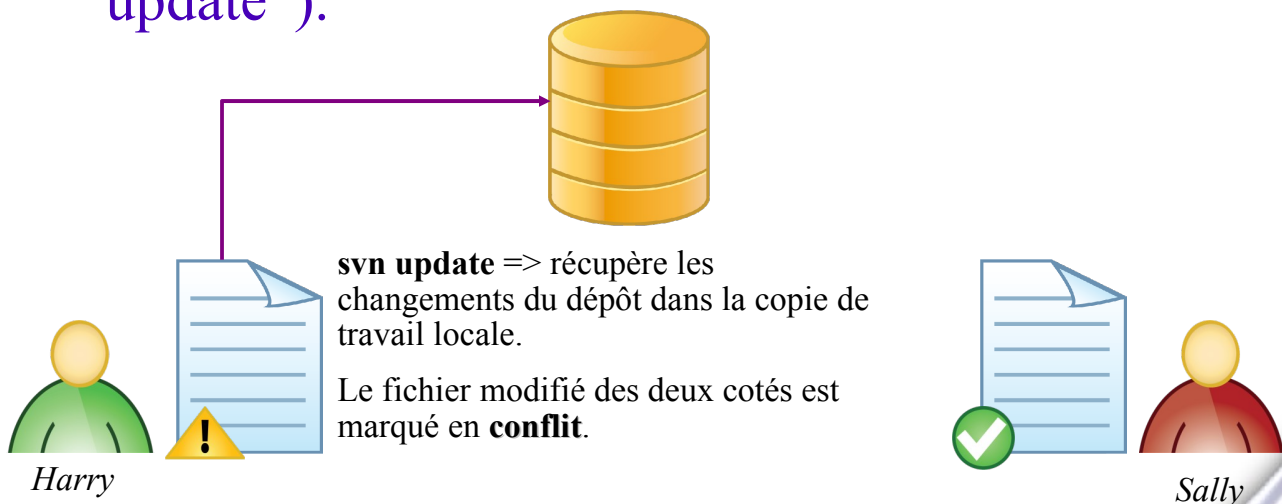 update").
svn update => récupère les
changements du dépôt dans la copie de
travail locale.
Le fichier modifié des deux cotés est
marqué en conflit.
Harry
Sally